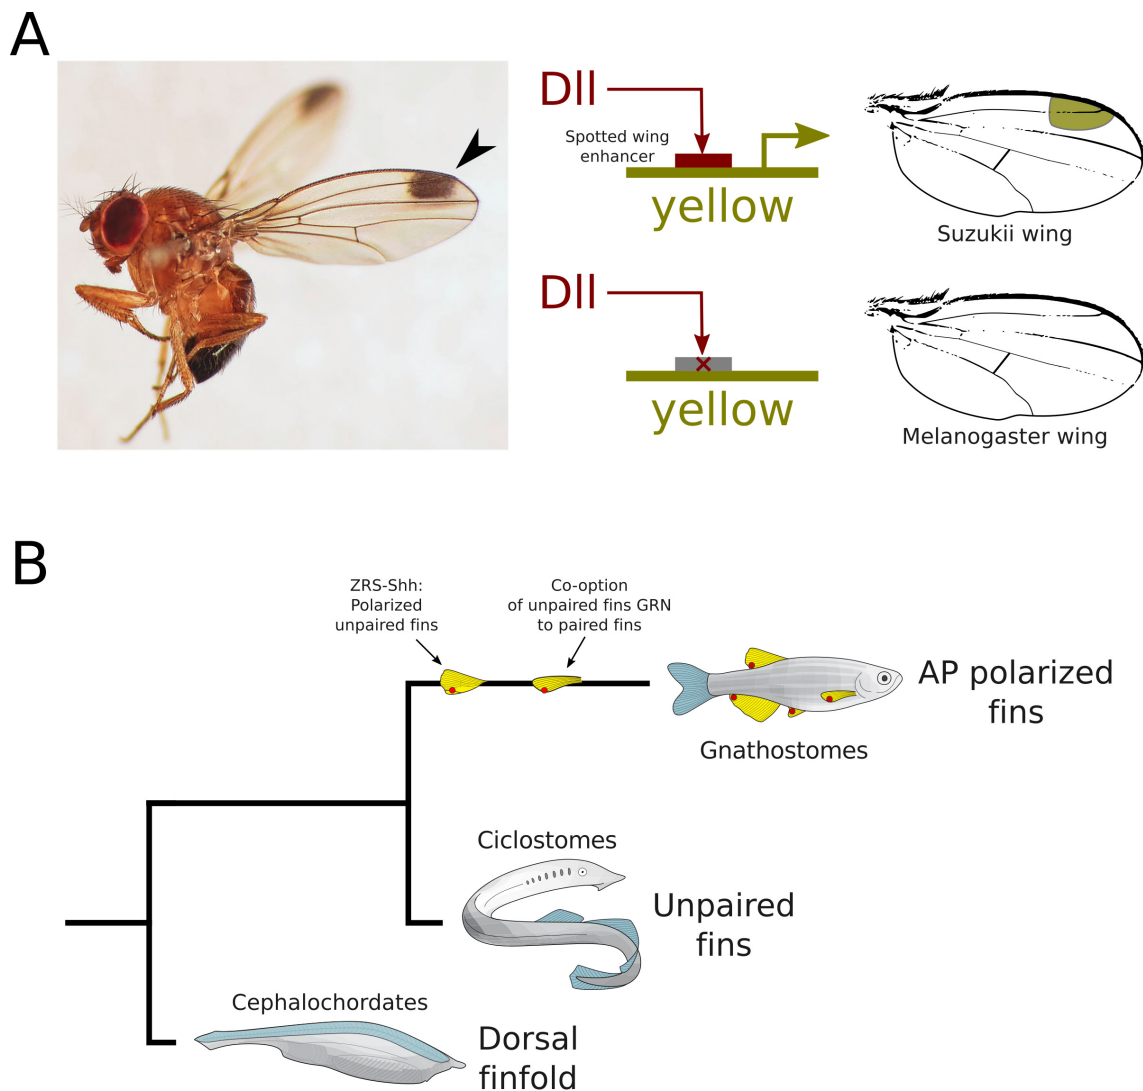 A
Dll
Spotted wing
enhancer
yellow
Suzukii wing
Dll
yellow
Melanogaster wing
B
ZRS-Shh:
Polarized
unpaired fins
Co-option
of unpaired fins GRN
to paired fins
AP polarized
fins
Gnathostomes
Ciclostomes
Unpaired
fins
Cephalochordates
Dorsal
finfold